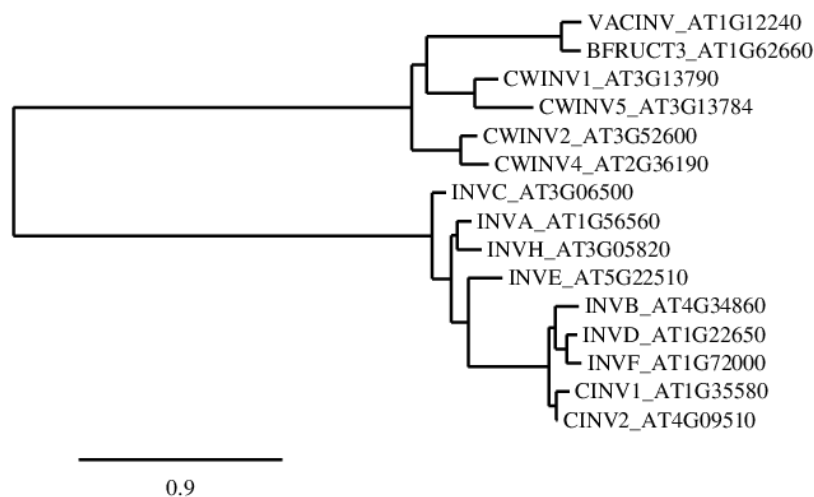 VACINV_AT1G12240
BFRUCT3_AT1G62660
CWINV1_AT3G13790
CWINV5_AT3G13784
CWINV2_AT3G52600
CWINV4_AT2G36190
INVC_AT3G06500
INVA_AT1G56560
INVH_AT3G05820
INVE_AT5G22510
INVB_AT4G34860
INVD_AT1G22650
INVF_AT1G72000
CINV1_AT1G35580
CINV2_AT4G09510
0.9